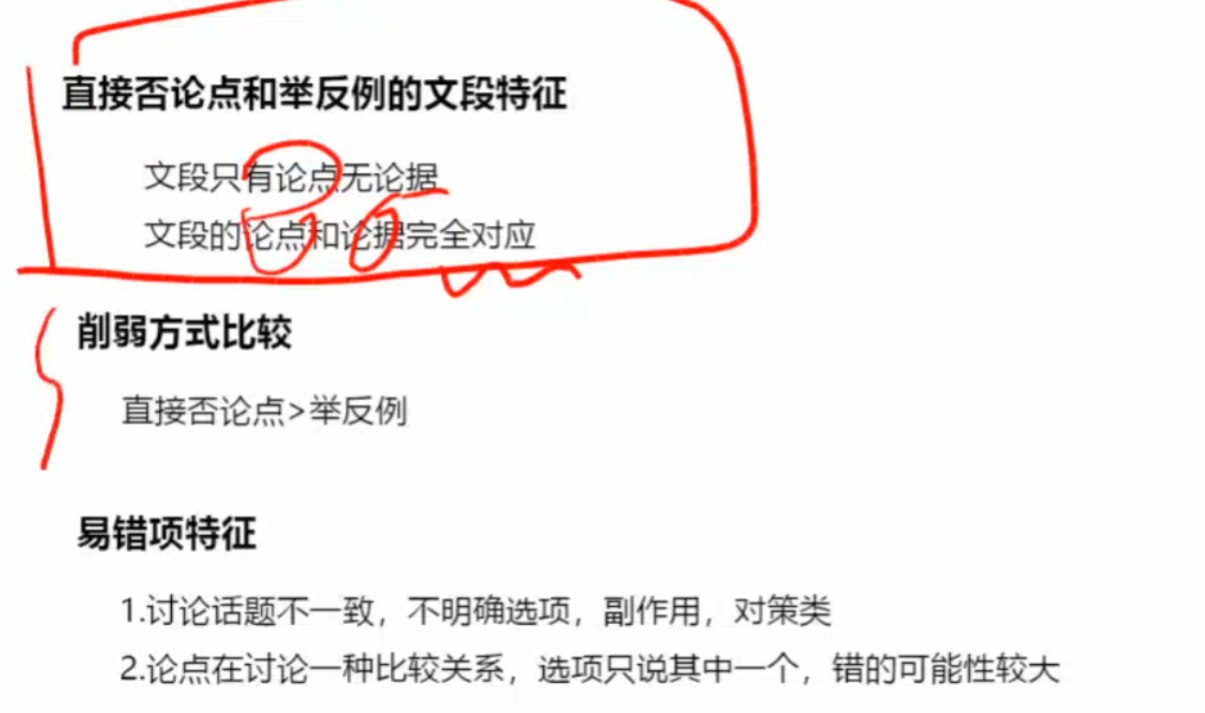 直接否论点和举反例的文段特征
文段只有论点无论据
文段的论点和论据完全对应
削弱方式比较
直接否论点>举反例
易错项特征
1.讨论话题不一致，不明确选项，副作用，对策类
2.论点在讨论一种比较关系，选项只说其中一个，错的可能性较大